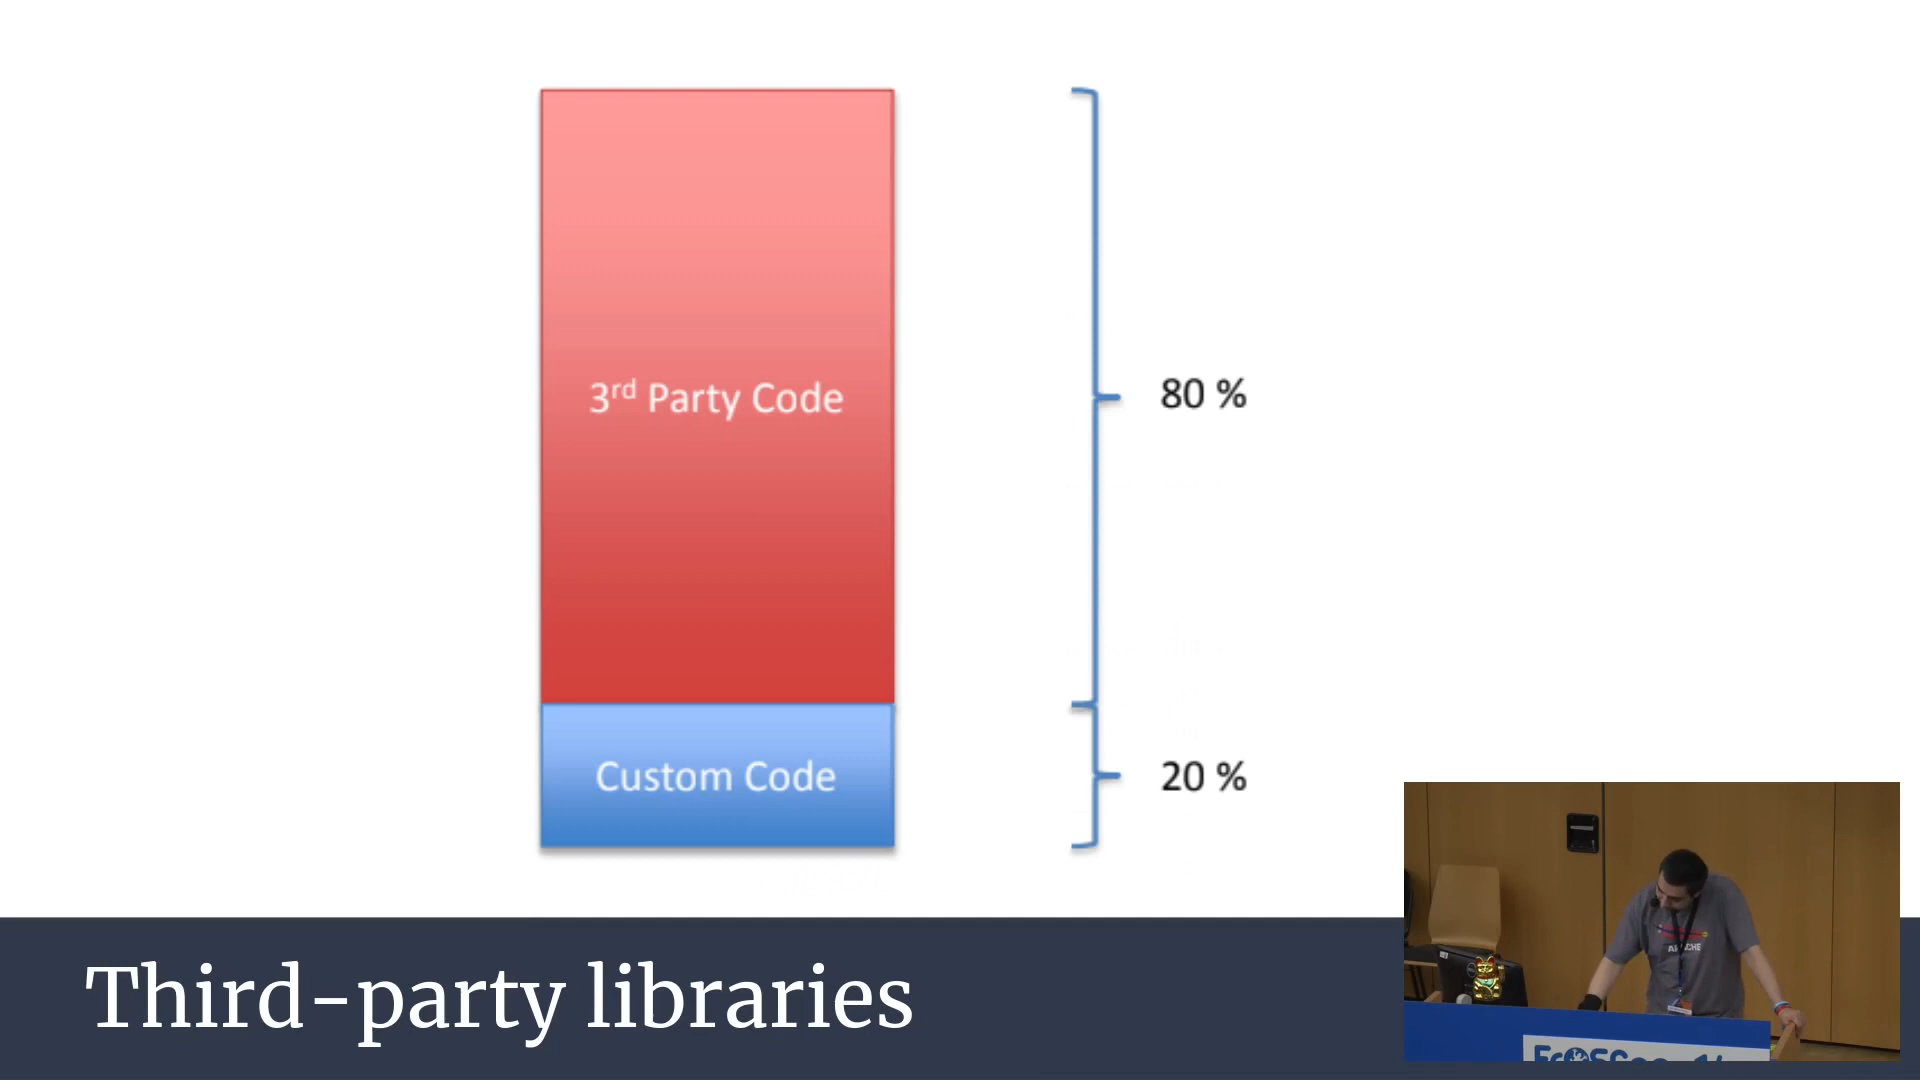 3rd Party Code
80 %
Custom Code
20 %
Third-party libraries